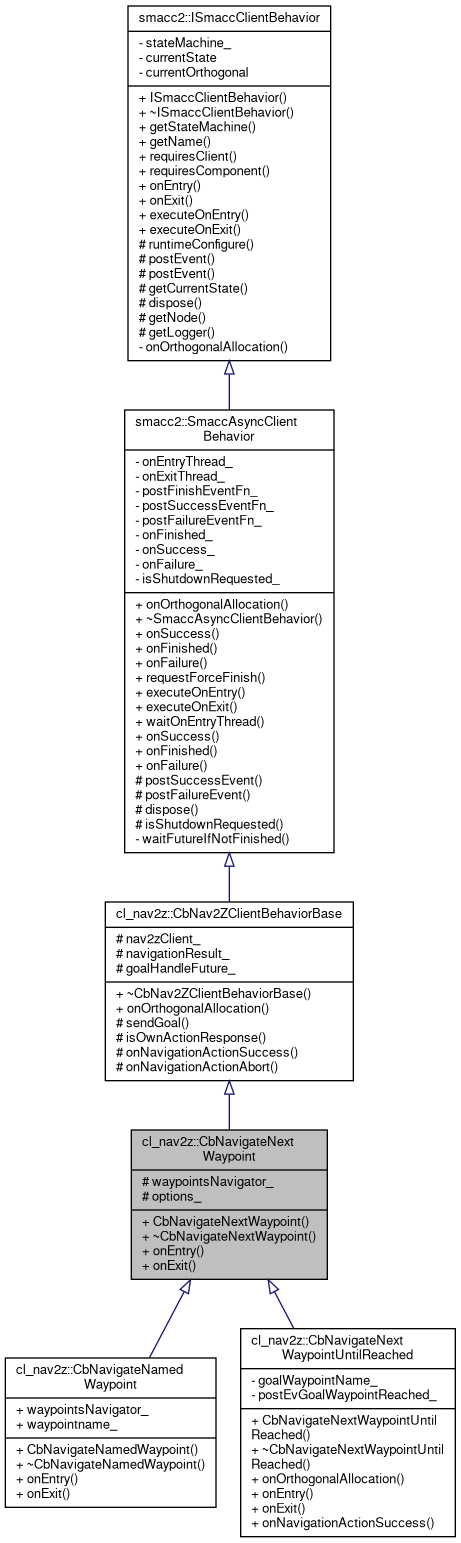 smacc2::ISmaccClientBehavior
- stateMachine_
- currentState
- currentOrthogonal
+ ISmaccClientBehavior()
+ ~ISmaccClientBehavior()
+ getStateMachine()
+ getName()
+ requiresClient()
+ requiresComponent()
+ onEntry()
+ onExit()
+ executeOnEntry()
+ executeOnExit()
# runtimeConfigure()
# postEvent()
# postEvent()
# getCurrentState()
# dispose()
# getNode()
# getLogger()
- onOrthogonalAllocation()
smacc2::SmaccAsyncClient
Behavior
- onEntryThread_
- onExitThread_
- postFinishEventFn_
- postSuccessEventFn_
- postFailureEventFn_
- onFinished_
- onSuccess_
- onFailure_
- isShutdownRequested_
+ onOrthogonalAllocation()
+ ~SmaccAsyncClientBehavior()
+ onSuccess()
+ onFinished()
+ onFailure()
+ requestForceFinish()
+ executeOnEntry()
+ executeOnExit()
+ waitOnEntryThread()
+ onSuccess()
+ onFinished()
+ onFailure()
# postSuccessEvent()
# postFailureEvent()
# dispose()
# isShutdownRequested()
- waitFutureIfNotFinished()
cl_nav2z::CbNav2ZClientBehaviorBase
# nav2zClient_
# navigationResult_
# goalHandleFuture_
+ ~CbNav2ZClientBehaviorBase()
+ onOrthogonalAllocation()
# sendGoal()
# isOwnActionResponse()
# onNavigationActionSuccess()
# onNavigationActionAbort()
cl_nav2z::CbNavigateNext
Waypoint
# waypointsNavigator_
# options_
+ CbNavigateNextWaypoint()
+ ~CbNavigateNextWaypoint()
+ onEntry()
+ onExit()
cl_nav2z::CbNavigateNamed
Waypoint
+ waypointsNavigator_
+ waypointname_
+ CbNavigateNamedWaypoint()
+ ~CbNavigateNamedWaypoint()
+ onEntry()
+ onExit()
cl_nav2z::CbNavigateNext
WaypointUntilReached
- goalWaypointName_
- postEvGoalWaypointReached_
+ CbNavigateNextWaypointUntil
Reached()
+ ~CbNavigateNextWaypointUntil
Reached()
+ onOrthogonalAllocation()
+ onEntry()
+ onExit()
+ onNavigationActionSuccess()